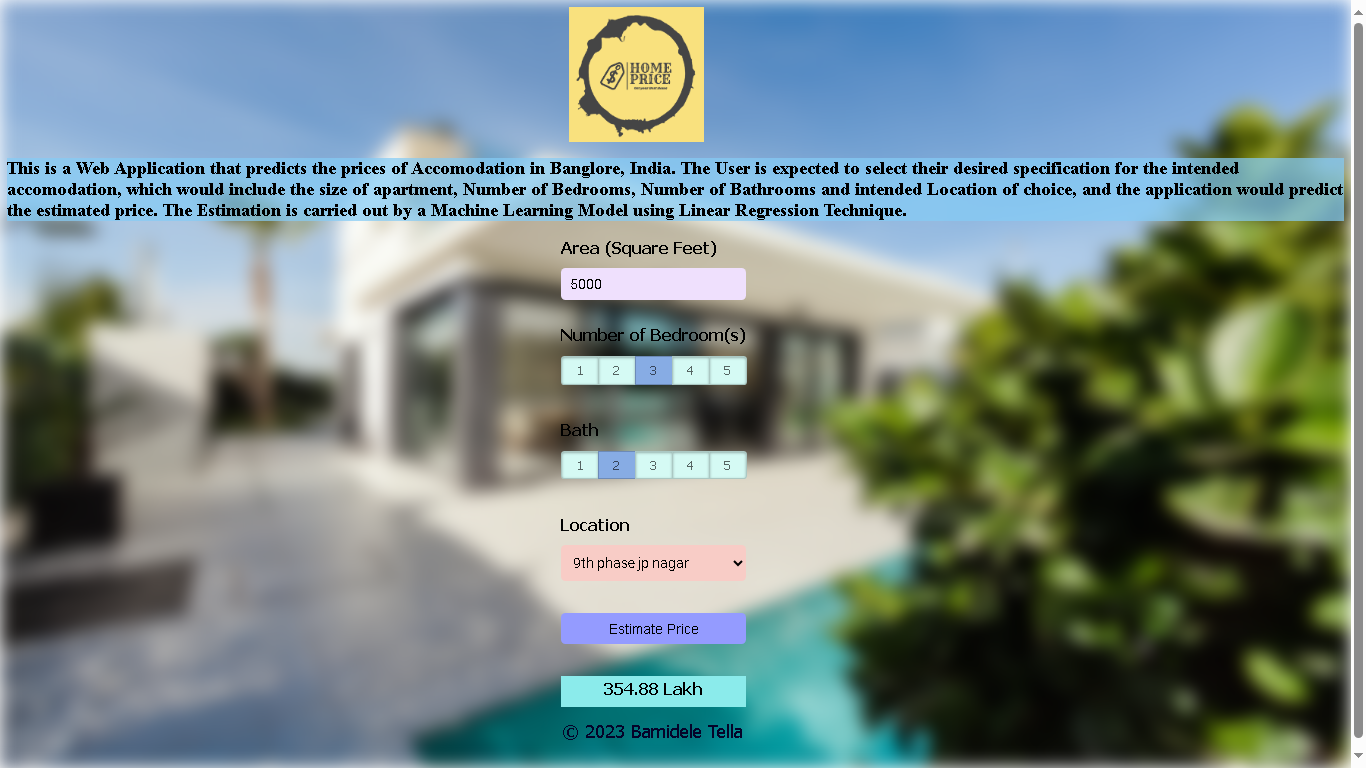 HOME
PRICE
This is a Web Application that predicts the prices of Accomodation in Banglore, India. The User is expected to select their desired specification for the intended
accomodation, which would include the size of apartment, Number of Bedrooms, Number of Bathrooms and intended Location of choice, and the application would predict
the estimated price. The Estimation is carried out by a Machine Learning Model using Linear Regression Technique.
Area (Square Feet)
5000
Number of Bedroom(s)
1 2 3 4 5
Bath
1 2 3 4 5
Location
9th phase jp nagar
Estimate Price
354.88 Lakh
© 2023 Bamidele Tella